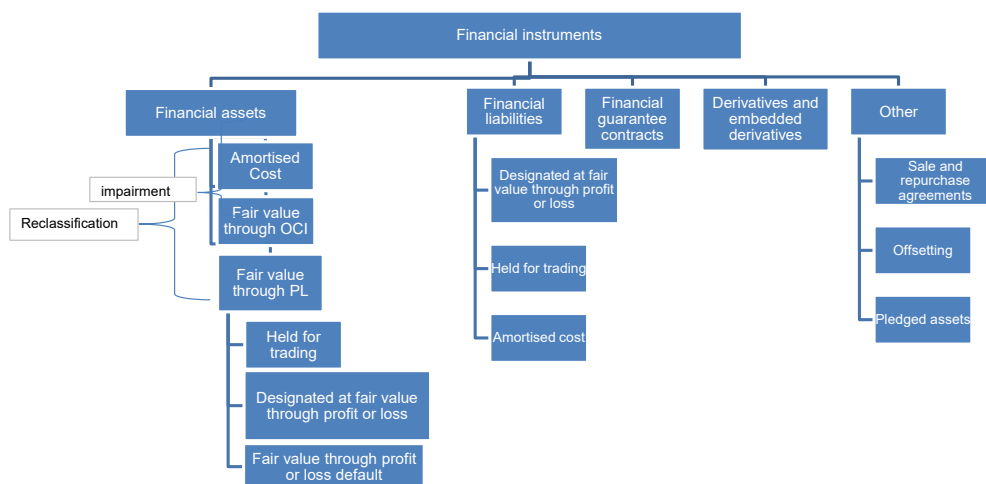 Financial instruments
Financial assets
Financial
liabilities
Financial
guarantee
contracts
Derivatives and
embedded
derivatives
Other
Amortised
Cost
impairment
Reclassification
Fair value
through OCI
Fair value
through PL
Held for
trading
Designated at fair value
through profit or loss
Fair value through profit
or loss default
Designated at fair
value through profit
or loss
Held for trading
Amortised cost
Sale and
repurchase
agreements
Offsetting
Pledged assets